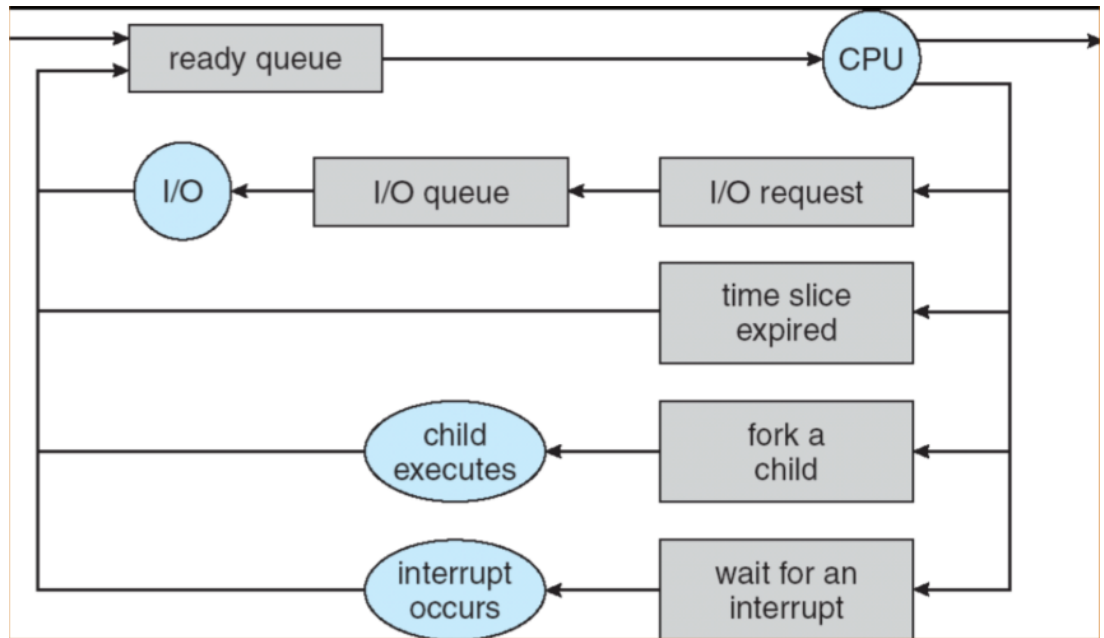 ready queue
CPU
I/O
I/O queue
I/O request
time slice
expired
child
executes
fork a
child
interrupt
occurs
wait for an
interrupt